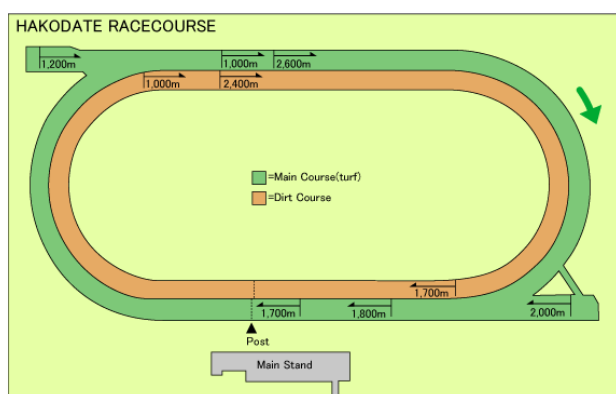 HAKODATE RACECOURSE
1,200m
1,000m
2,600m
1,000m
2,400m
=Main Course(turf)
=Dirt Course
1,700m
1,700m
1,800m
2,000m
Post
Main Stand